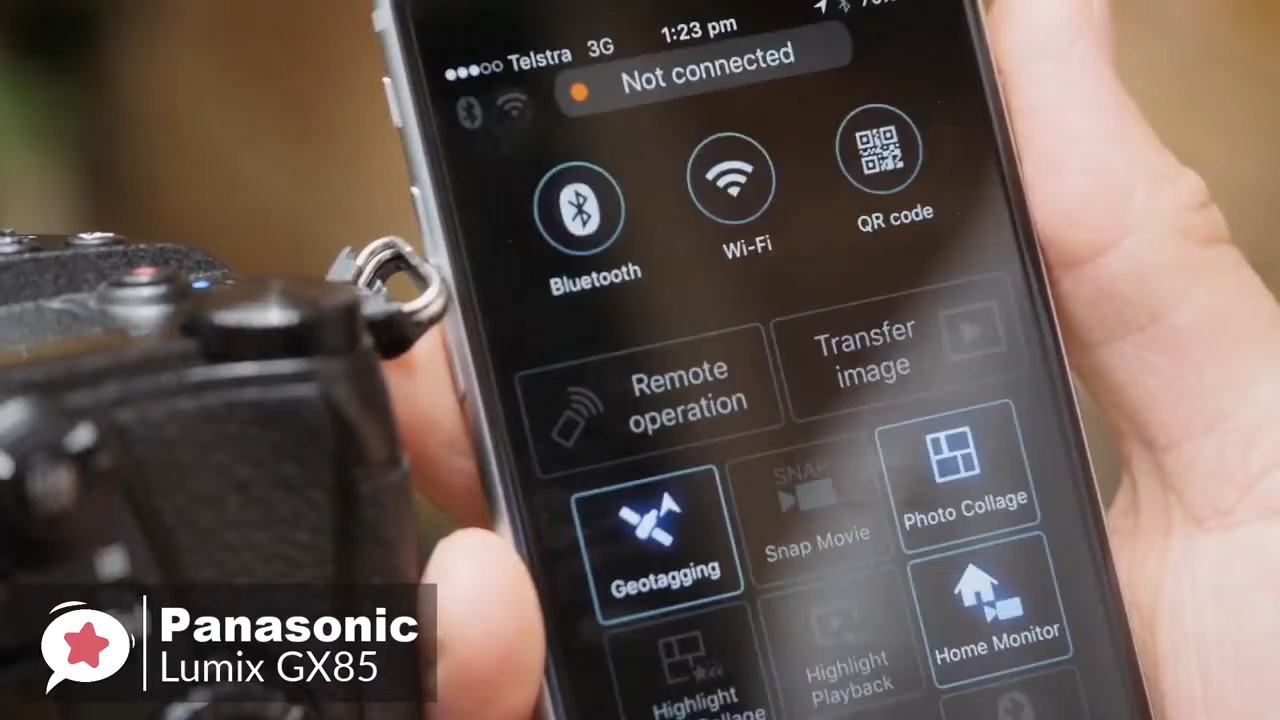 Telstra 3G 1:23 pm
Not connected
Bluetooth
Wi-Fi
QR code
Remote
operation
Transfer
image
Geotagging
SNAP
Snap Movie
Photo Collage
Highlight
Highlight
Playback
Home Monitor
Panasonic
Lumix GX85